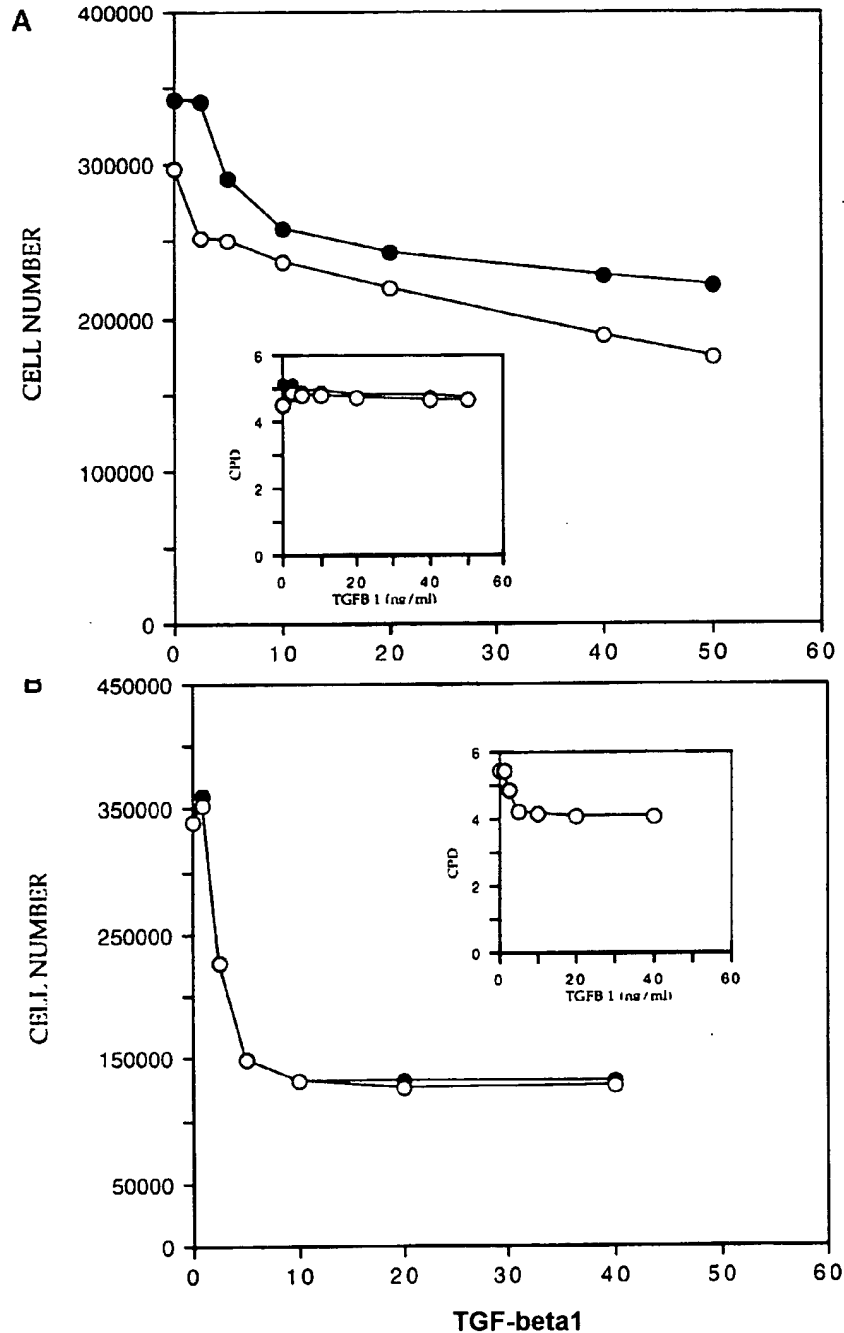 A
400000
300000
200000
100000
0
CELL NUMBER
0 10 20 30 40 50 60
6
4
2
0
CPD
0 20 40 60
TGFB 1 (ng/ml)
B
450000
350000
250000
150000
50000
0
CELL NUMBER
0 10 20 30 40 50 60
6
4
2
0
CPD
0 20 40 60
TGFB 1 (ng/ml)
TGF-beta1